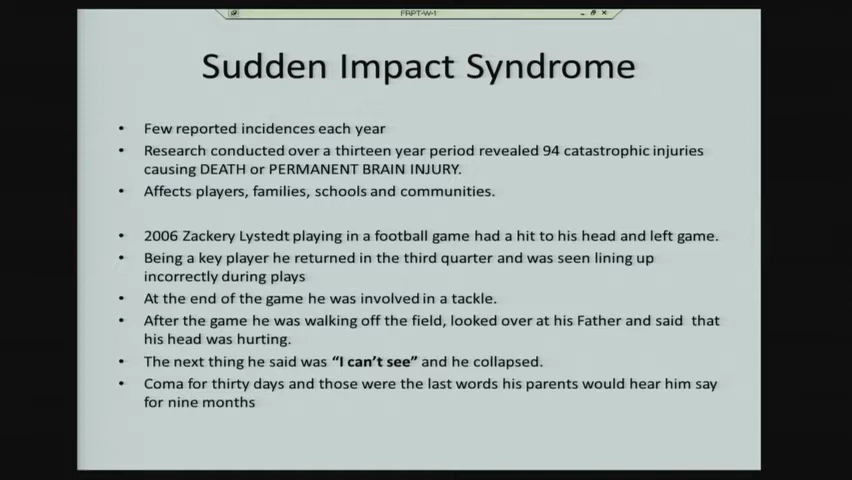 FRPT-W-1
Sudden Impact Syndrome
• Few reported incidences each year
• Research conducted over a thirteen year period revealed 94 catastrophic injuries
causing DEATH or PERMANENT BRAIN INJURY.
• Affects players, families, schools and communities.
• 2006 Zackery Lystedt playing in a football game had a hit to his head and left game.
• Being a key player he returned in the third quarter and was seen lining up
incorrectly during plays
• At the end of the game he was involved in a tackle.
• After the game he was walking off the field, looked over at his Father and said that
his head was hurting.
• The next thing he said was “I can’t see” and he collapsed.
• Coma for thirty days and those were the last words his parents would hear him say
for nine months